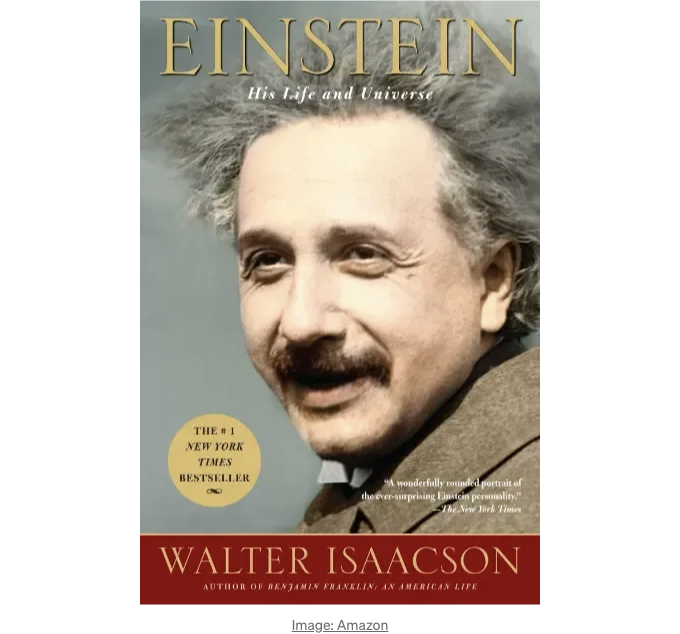 EINSTEIN
His Life and Universe
THE #1
NEW YORK
TIMES
BESTSELLER
“A wonderfully rounded portrait of
the ever-surprising Einstein personality.”
—The New York Times
WALTER ISAACSON
AUTHOR OF BENJAMIN FRANKLIN: AN AMERICAN LIFE
Image: Amazon